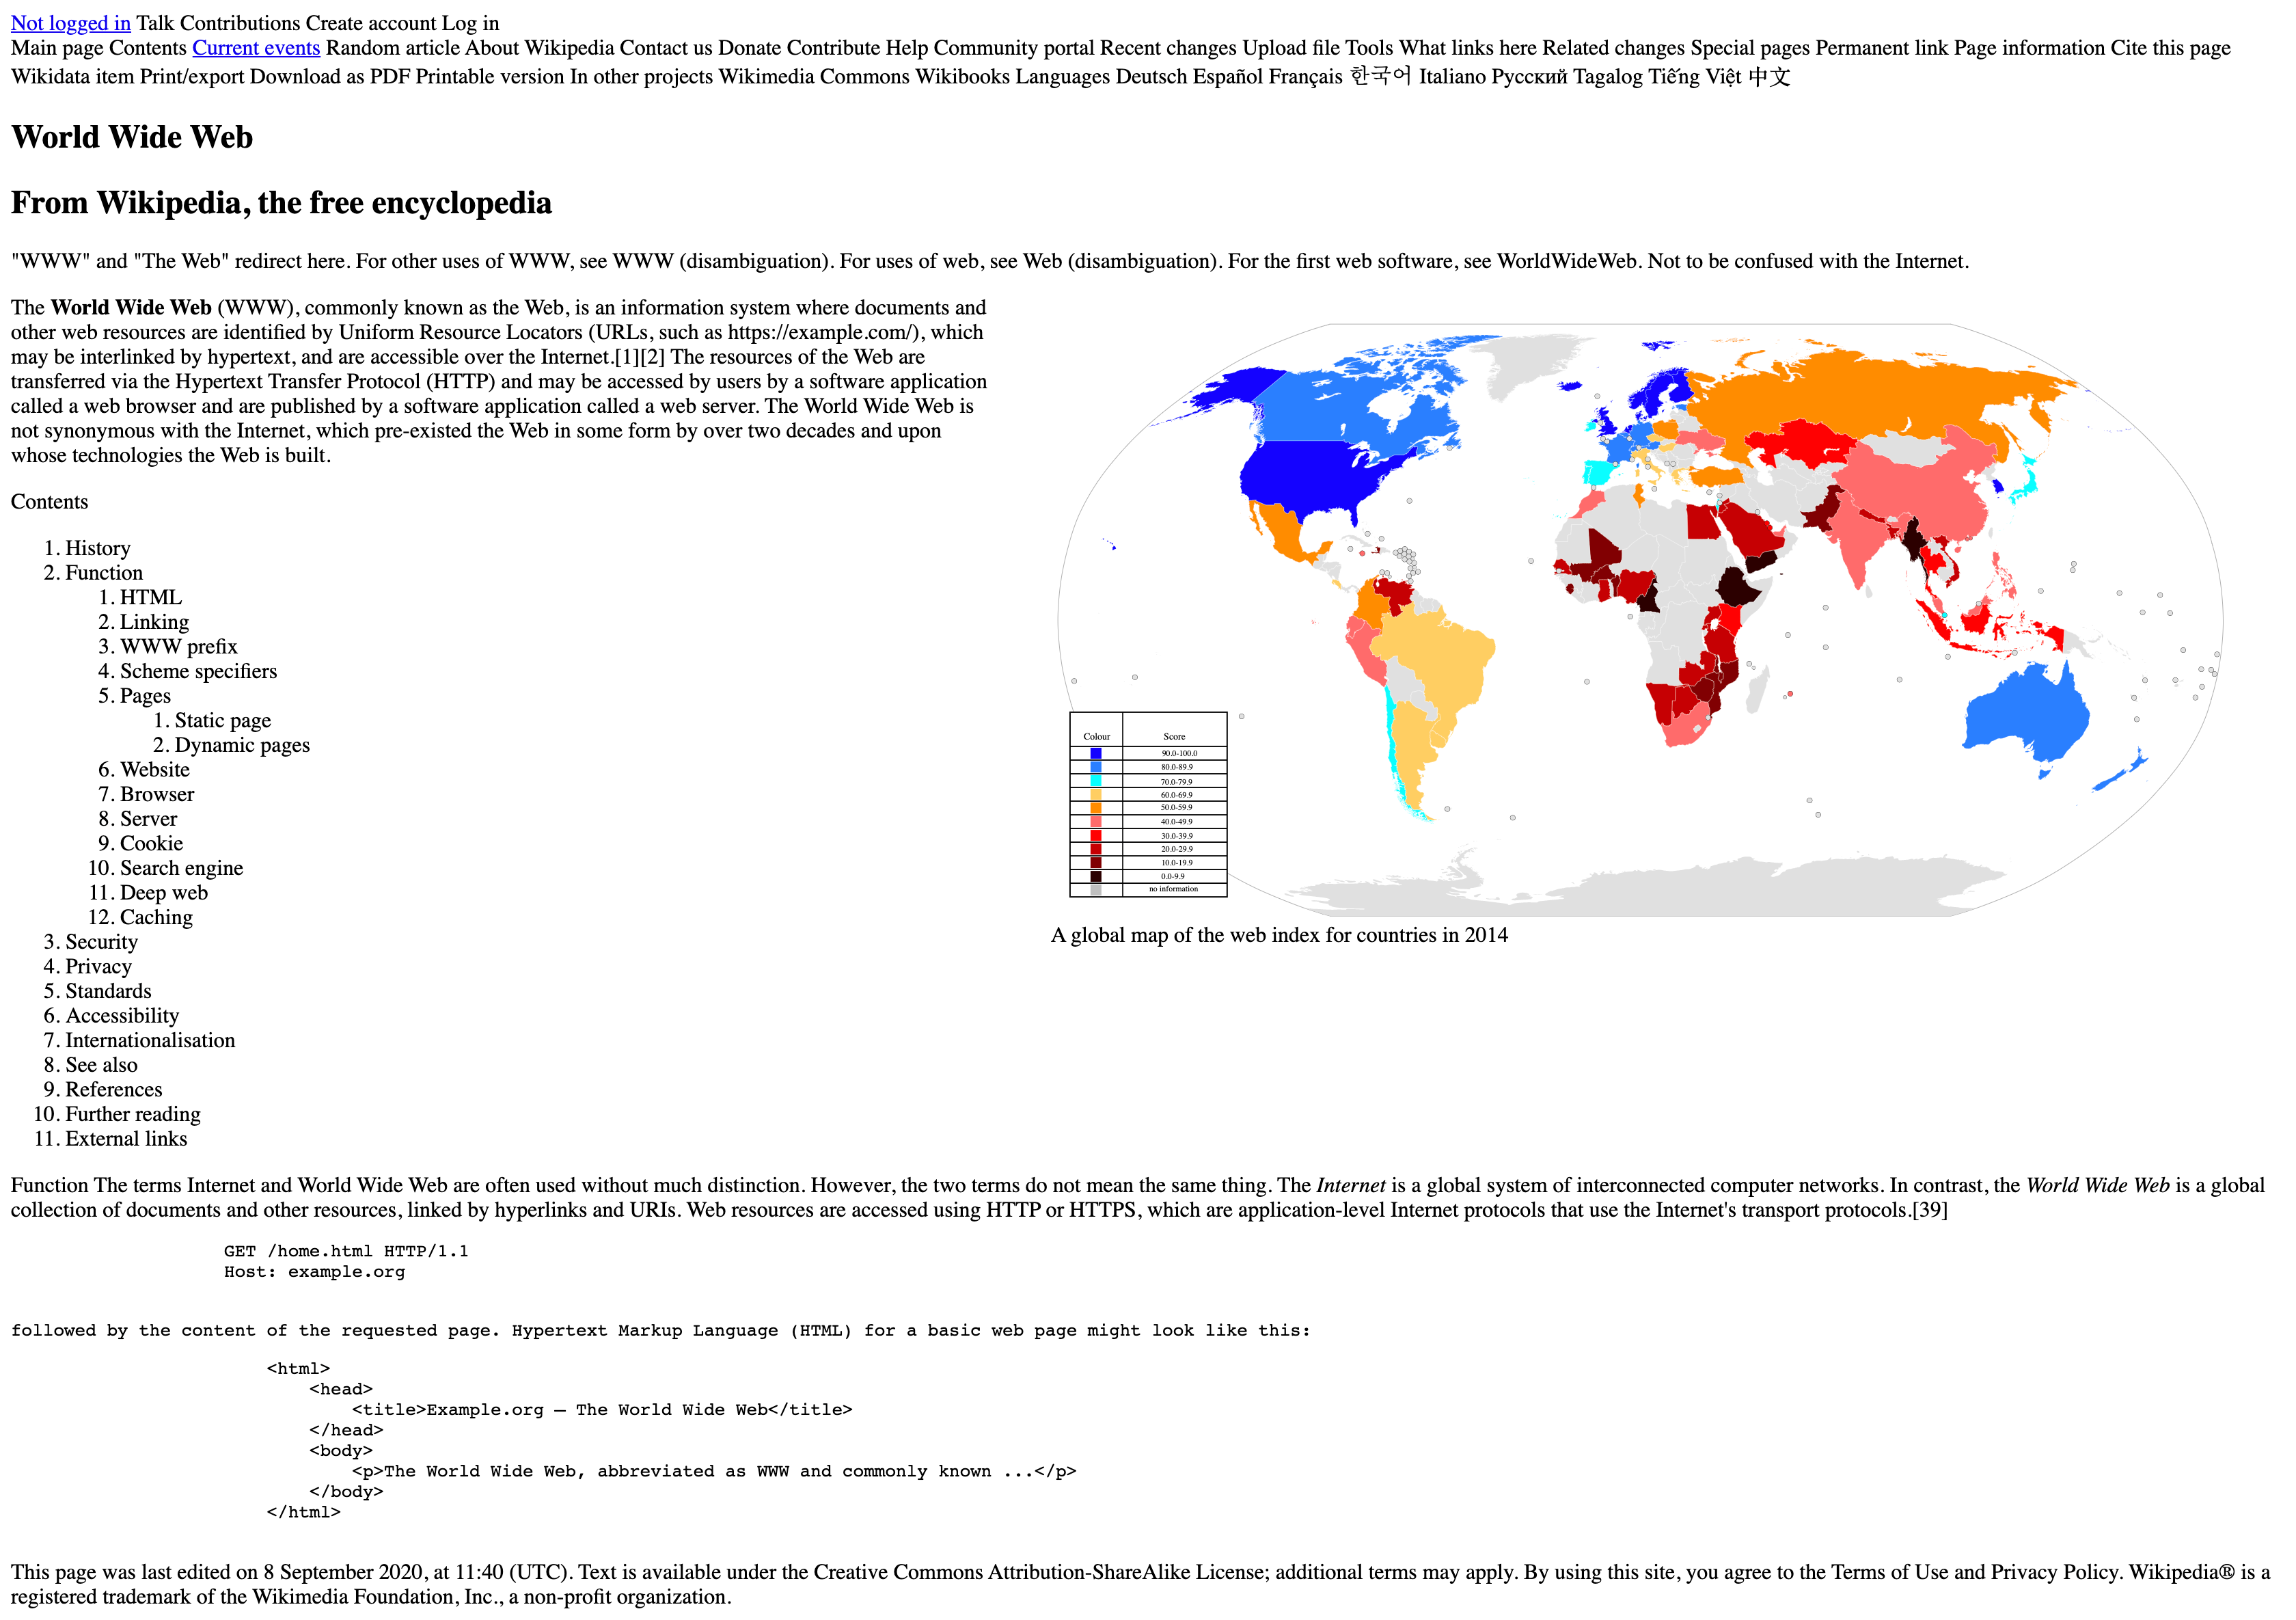 Not logged in Talk Contributions Create account Log in
Main page Contents Current events Random article About Wikipedia Contact us Donate Contribute Help Community portal Recent changes Upload file Tools What links here Related changes Special pages Permanent link Page information Cite this page
Wikidata item Print/export Download as PDF Printable version In other projects Wikimedia Commons Wikibooks Languages Deutsch Español Français 한국어 Italiano Русский Tagalog Tiếng Việt 中文
World Wide Web
From Wikipedia, the free encyclopedia
"WWW" and "The Web" redirect here. For other uses of WWW, see WWW (disambiguation). For uses of web, see Web (disambiguation). For the first web software, see WorldWideWeb. Not to be confused with the Internet.
The World Wide Web (WWW), commonly known as the Web, is an information system where documents and
other web resources are identified by Uniform Resource Locators (URLs, such as https://example.com/), which
may be interlinked by hypertext, and are accessible over the Internet.[1][2] The resources of the Web are
transferred via the Hypertext Transfer Protocol (HTTP) and may be accessed by users by a software application
called a web browser and are published by a software application called a web server. The World Wide Web is
not synonymous with the Internet, which pre-existed the Web in some form by over two decades and upon
whose technologies the Web is built.
Contents
1. History
2. Function
1. HTML
2. Linking
3. WWW prefix
4. Scheme specifiers
5. Pages
1. Static page
2. Dynamic pages
6. Website
7. Browser
8. Server
9. Cookie
10. Search engine
11. Deep web
12. Caching
3. Security
4. Privacy
5. Standards
6. Accessibility
7. Internationalisation
8. See also
9. References
10. Further reading
11. External links
Colour Score
90.0-100.0
80.0-89.9
70.0-79.9
60.0-69.9
50.0-59.9
40.0-49.9
30.0-39.9
20.0-29.9
10.0-19.9
0.0-9.9
no information
A global map of the web index for countries in 2014
Function The terms Internet and World Wide Web are often used without much distinction. However, the two terms do not mean the same thing. The Internet is a global system of interconnected computer networks. In contrast, the World Wide Web is a global
collection of documents and other resources, linked by hyperlinks and URIs. Web resources are accessed using HTTP or HTTPS, which are application-level Internet protocols that use the Internet's transport protocols.[39]
GET /home.html HTTP/1.1
Host: example.org
followed by the content of the requested page. Hypertext Markup Language (HTML) for a basic web page might look like this:
<html>
<head>
<title>Example.org – The World Wide Web</title>
</head>
<body>
<p>The World Wide Web, abbreviated as WWW and commonly known ...</p>
</body>
</html>
This page was last edited on 8 September 2020, at 11:40 (UTC). Text is available under the Creative Commons Attribution-ShareAlike License; additional terms may apply. By using this site, you agree to the Terms of Use and Privacy Policy. Wikipedia® is a
registered trademark of the Wikimedia Foundation, Inc., a non-profit organization.